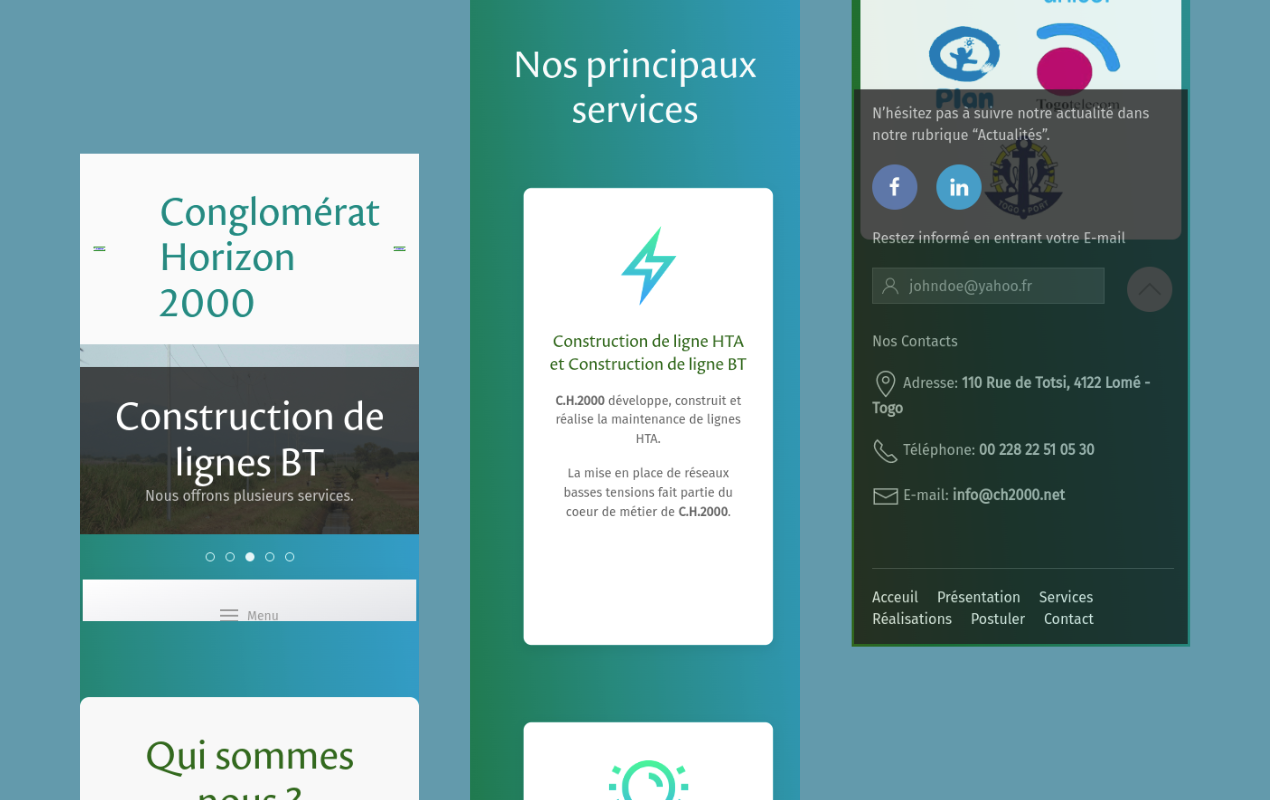 Conglomérat
Horizon
2000
Construction de
lignes BT
Nous offrons plusieurs services.
Menu
Qui sommes
nous ?
Nos principaux
services
Construction de ligne HTA
et Construction de ligne BT
C.H.2000 développe, construit et
réalise la maintenance de lignes
HTA.
La mise en place de réseaux
basses tensions fait partie du
coeur de métier de C.H.2000.
unicef
Plan
Togotelecom
N’hésitez pas à suivre notre actualité dans
notre rubrique “Actualités”.
TOGO • PORT
Restez informé en entrant votre E-mail
johndoe@yahoo.fr
Nos Contacts
Adresse: 110 Rue de Totsi, 4122 Lomé -
Togo
Téléphone: 00 228 22 51 05 30
E-mail: info@ch2000.net
Acceuil Présentation Services
Réalisations Postuler Contact